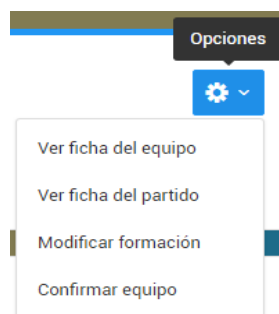 Opciones
Ver ficha del equipo
Ver ficha del partido
Modificar formación
Confirmar equipo